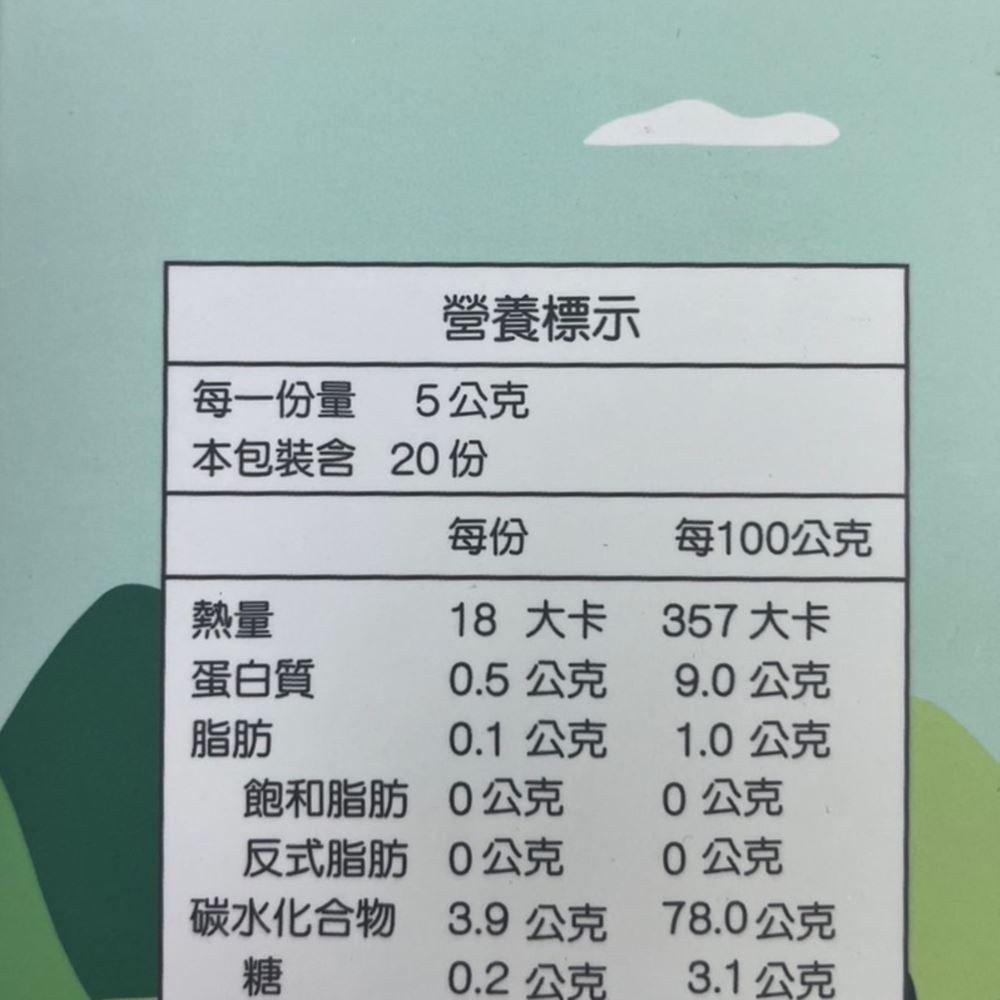 營養標示
每一份量 5公克
本包裝含 20份
每份 每100公克
熱量 18 大卡 357大卡
蛋白質 0.5 公克 9.0 公克
脂肪 0.1 公克 1.0 公克
飽和脂肪 0公克 0 公克
反式脂肪 0公克 0 公克
碳水化合物 3.9 公克 78.0公克
糖 0.2 公克 3.1公克